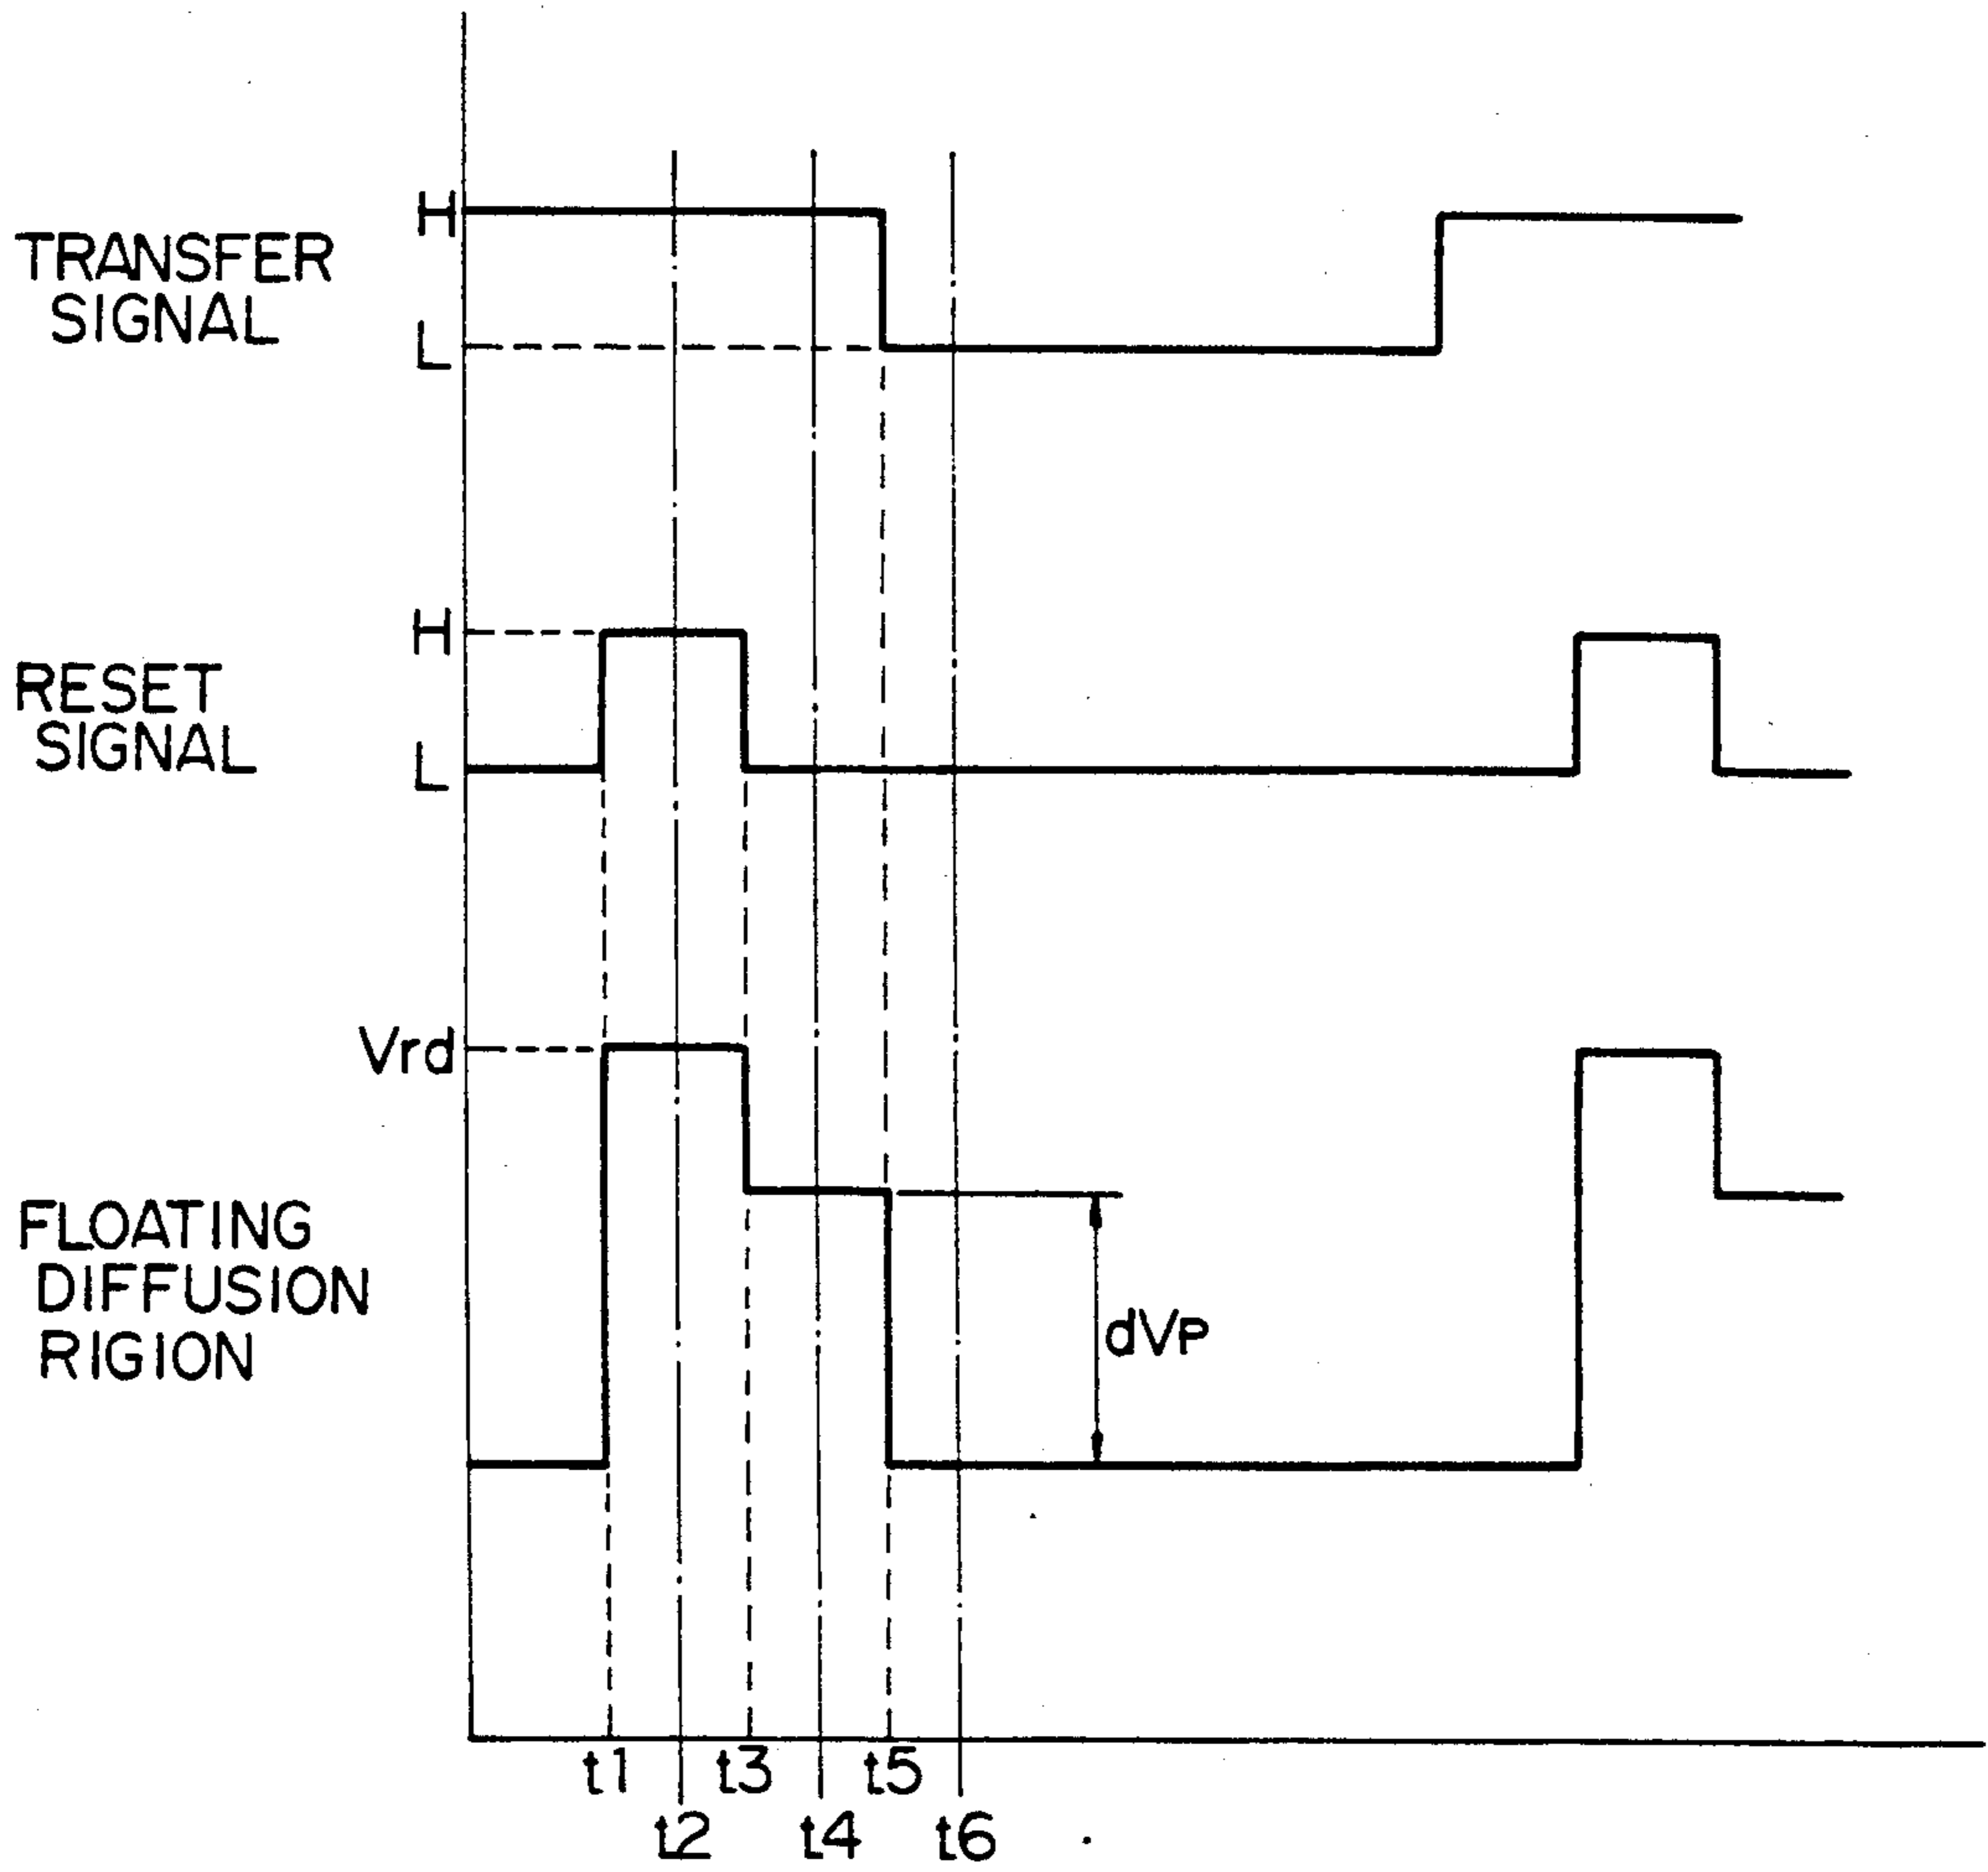 H
TRANSFER
SIGNAL
L
H
RESET
SIGNAL
L
Vrd
FLOATING
DIFFUSION
RIGION
dVP
t1 t3 t5
t2 t4 t6